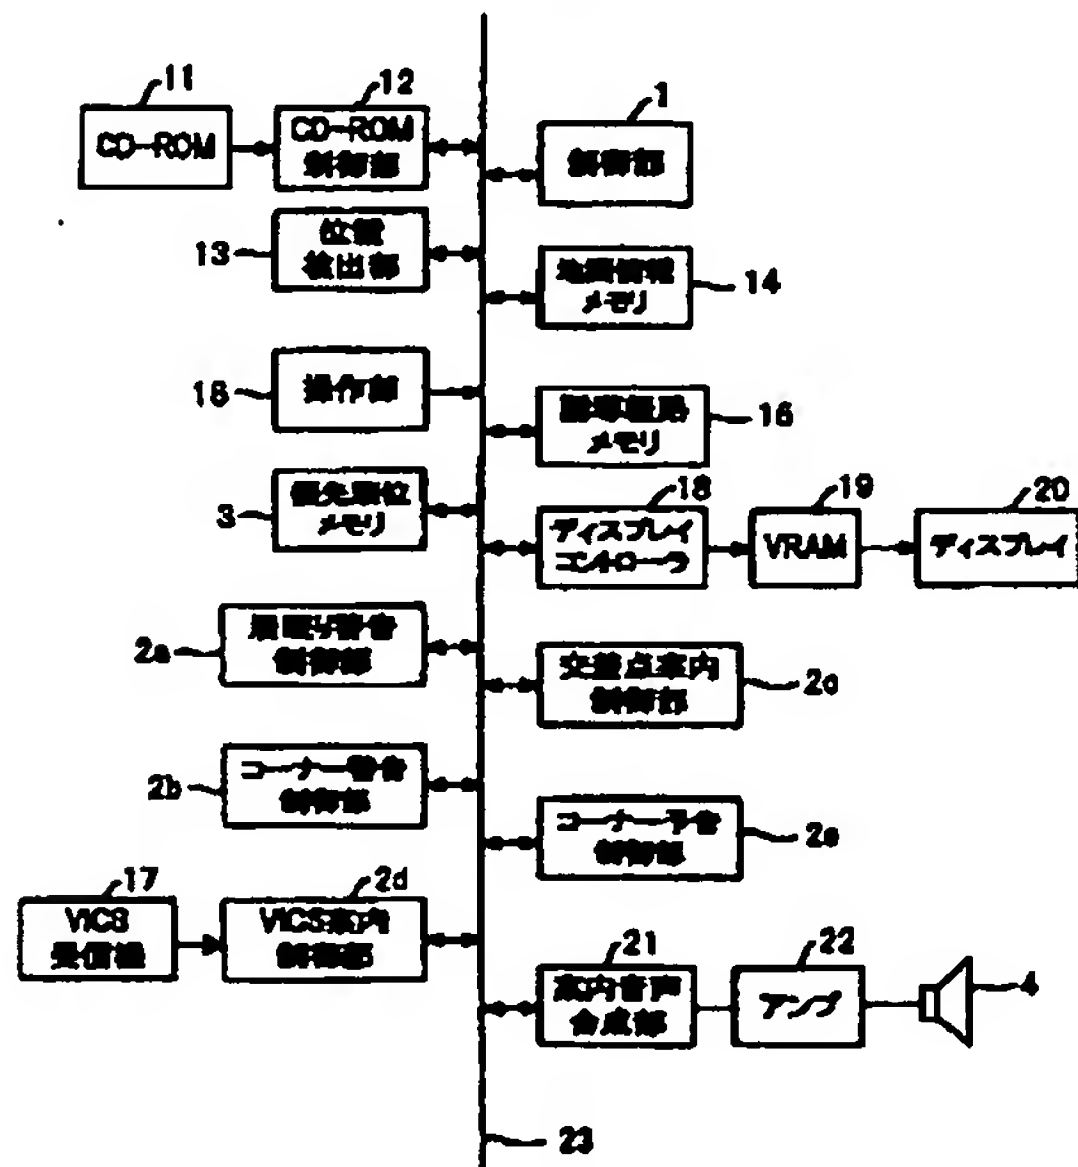 11
CD-ROM
12
CD-ROM
制御部
1
制御部
位置
検出部
13
地図情報
メモリ
14
操作部
誘導経路
メモリ
16
優先順位
メモリ
3
18
ディスプレイ
コントローラ
19
VRAM
20
ディスプレイ
居眠り警告
制御部
2a
交差点案内
制御部
2c
コーナー警告
制御部
2b
コーナー予告
制御部
2e
17
VICS
受信機
2d
VICS案内
制御部
21
案内音声
合成部
22
アンプ
4
23